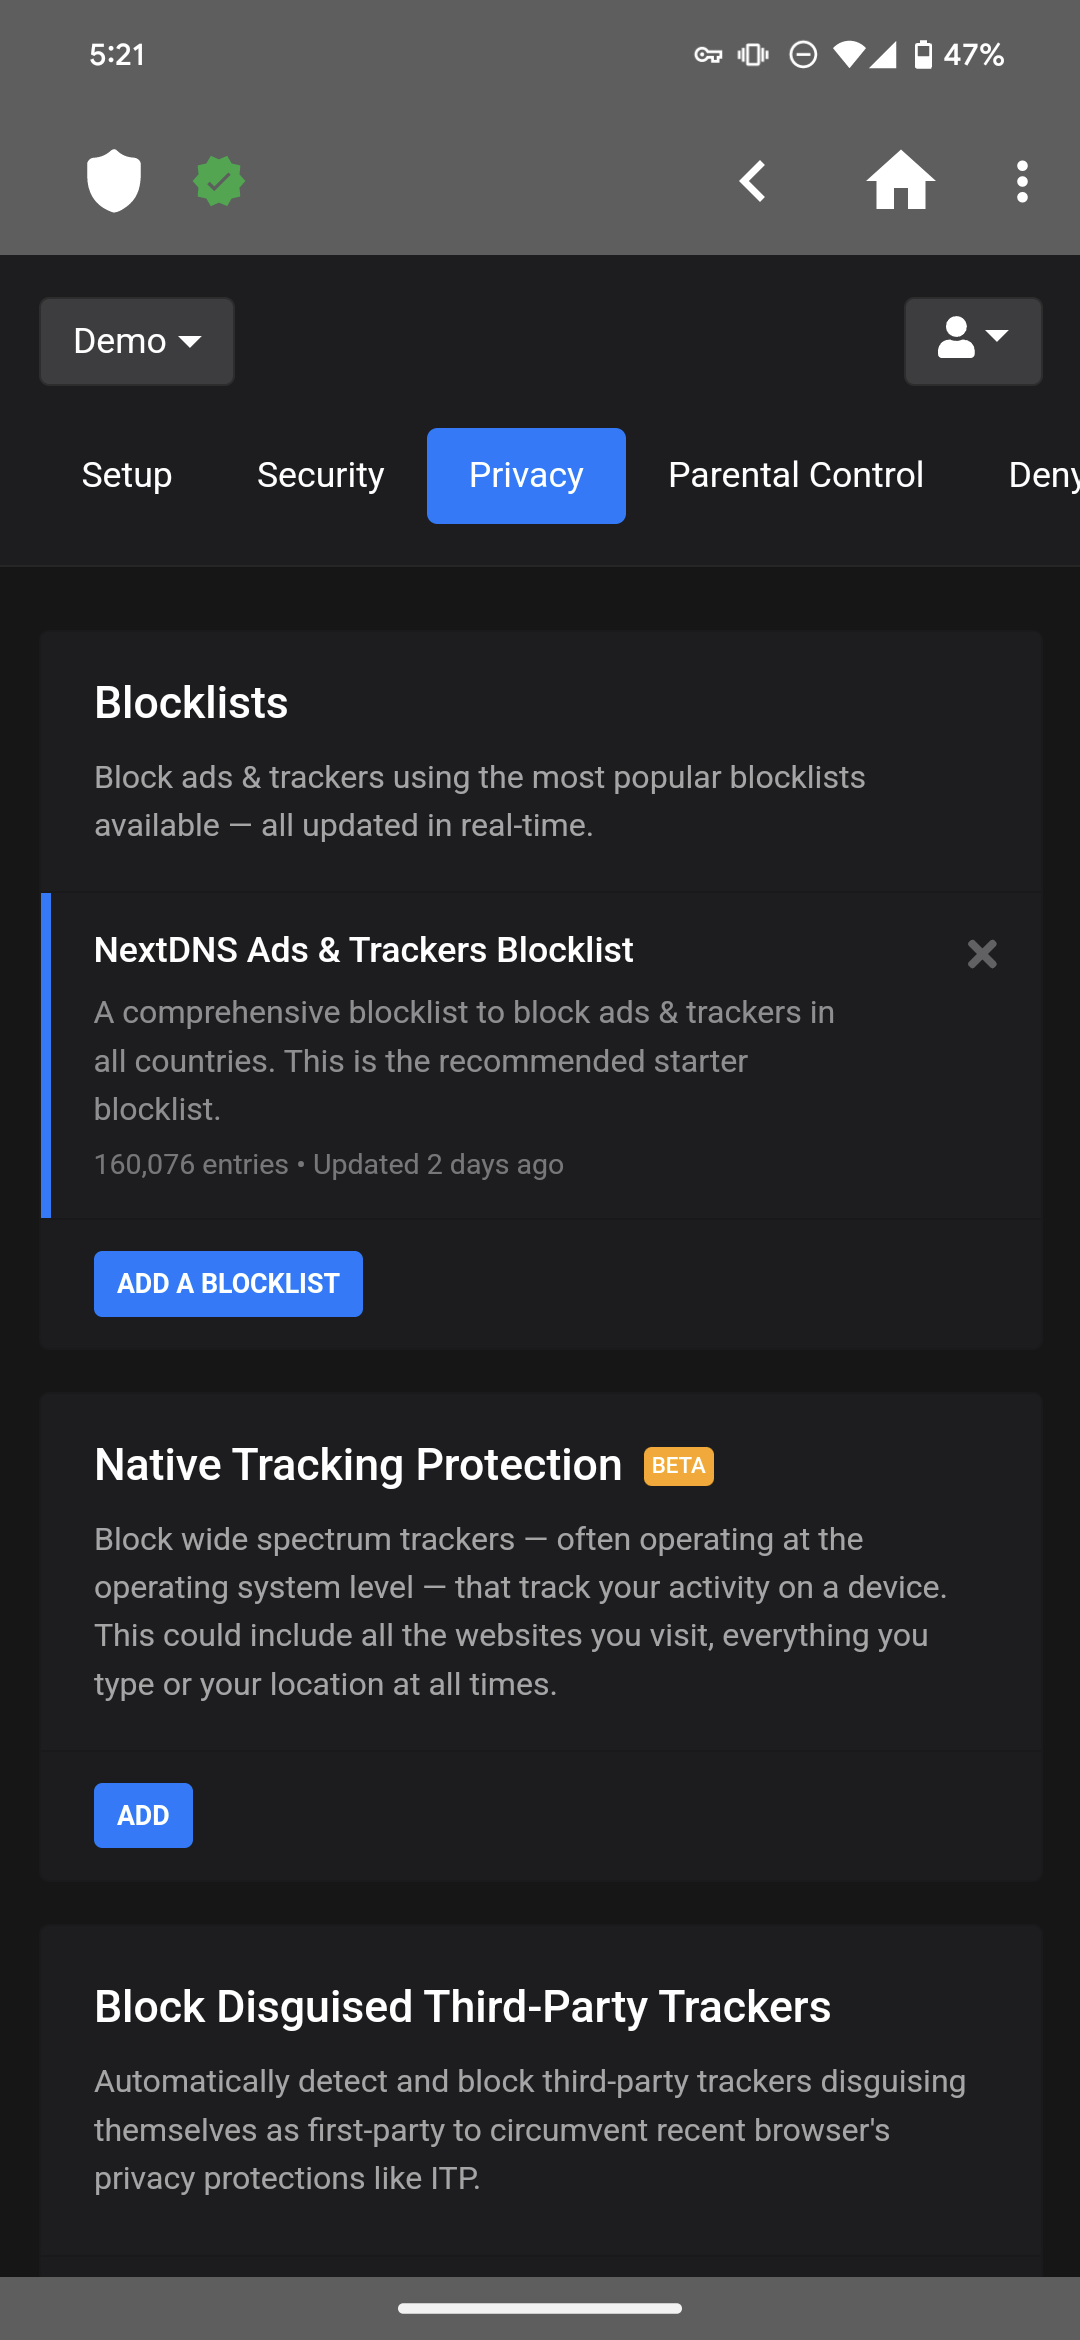 5:21
47%
Demo
Setup Security Privacy Parental Control Deny
Blocklists
Block ads & trackers using the most popular blocklists
available — all updated in real-time.
NextDNS Ads & Trackers Blocklist
A comprehensive blocklist to block ads & trackers in
all countries. This is the recommended starter
blocklist.
160,076 entries • Updated 2 days ago
ADD A BLOCKLIST
Native Tracking Protection BETA
Block wide spectrum trackers — often operating at the
operating system level — that track your activity on a device.
This could include all the websites you visit, everything you
type or your location at all times.
ADD
Block Disguised Third-Party Trackers
Automatically detect and block third-party trackers disguising
themselves as first-party to circumvent recent browser's
privacy protections like ITP.